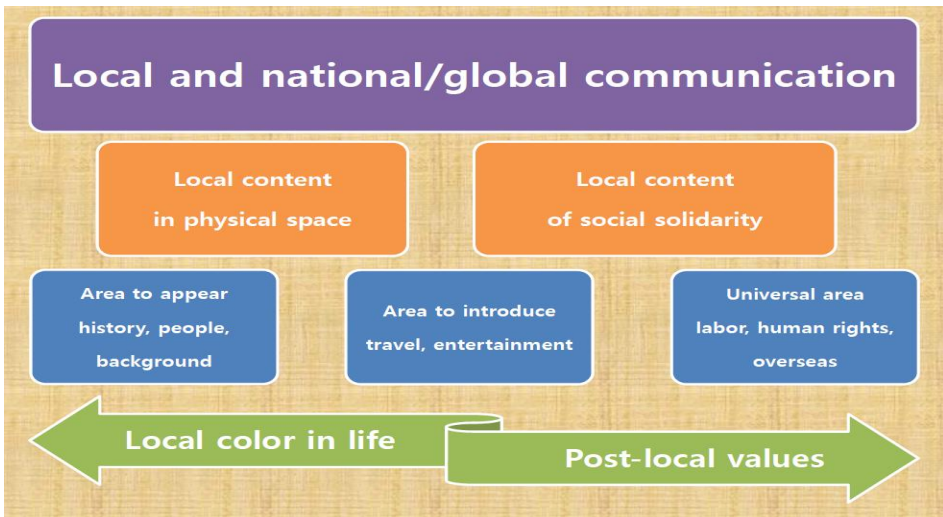 Local and national/global communication
Local content
in physical space
Local content
of social solidarity
Area to appear
history, people,
background
Area to introduce
travel, entertainment
Universal area
labor, human rights,
overseas
Local color in life
Post-local values